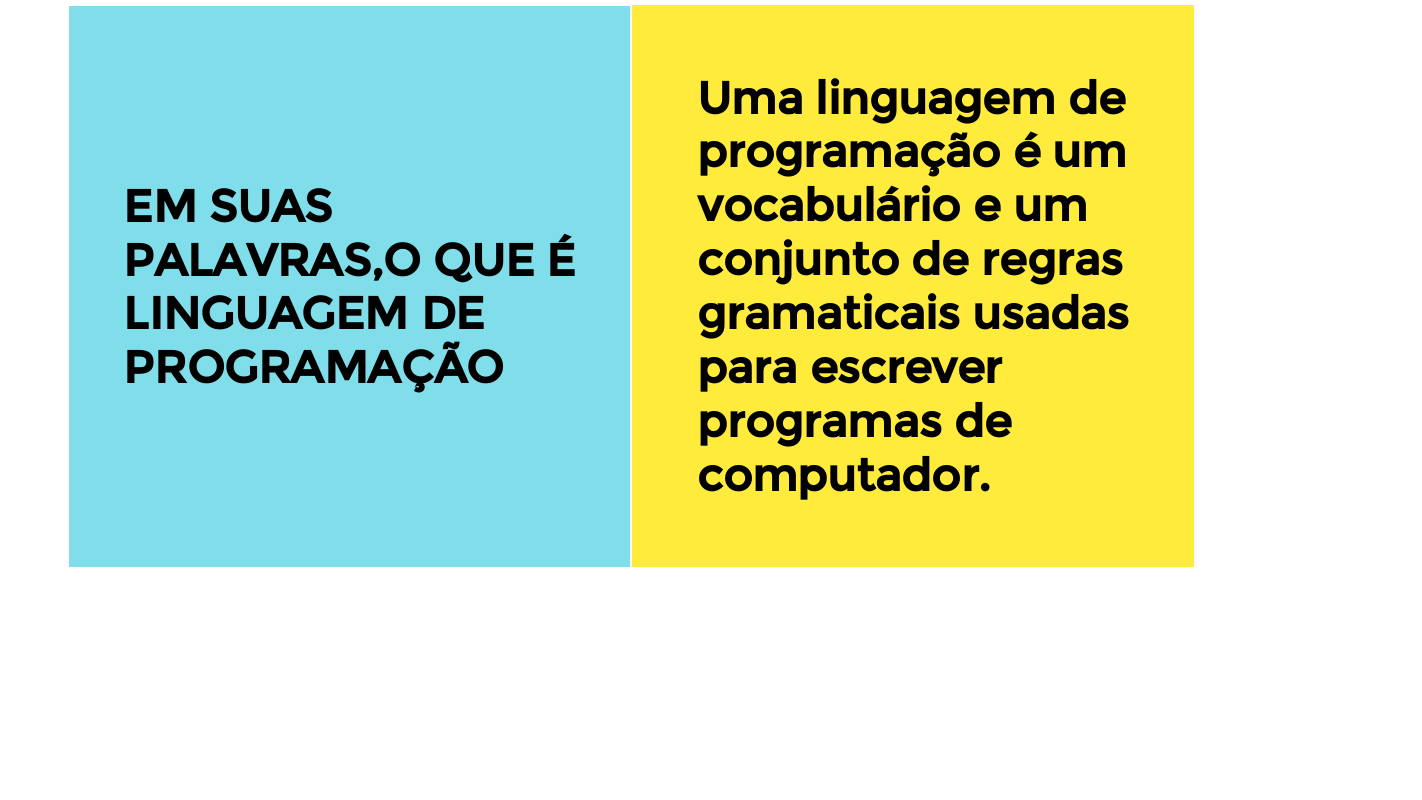 EM SUAS
PALAVRAS,O QUE É
LINGUAGEM DE
PROGRAMAÇÃO
Uma linguagem de
programação é um
vocabulário e um
conjunto de regras
gramaticais usadas
para escrever
programas de
computador.